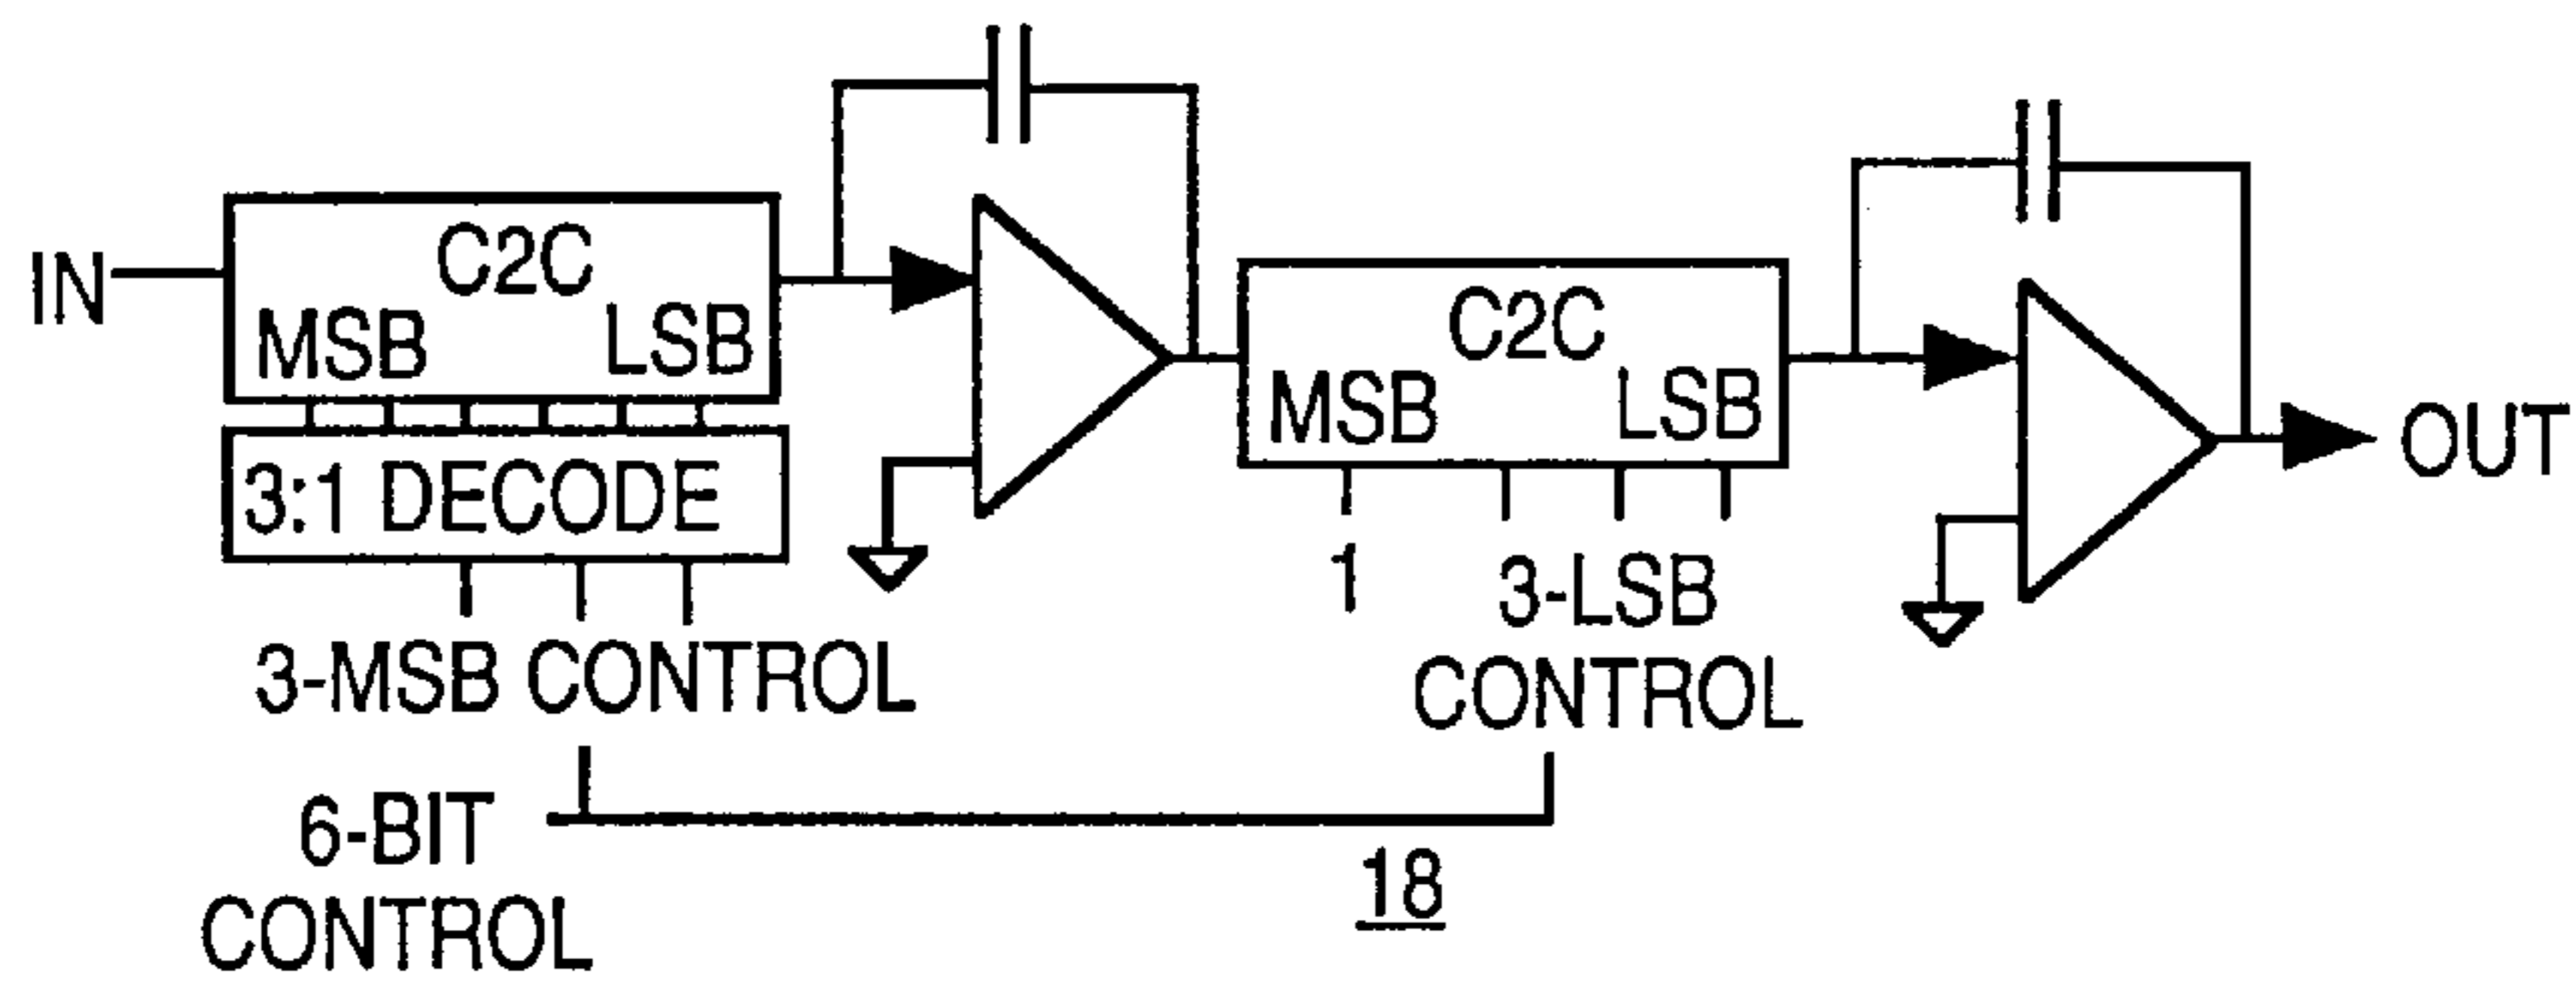 IN
C2C
MSB LSB
3:1 DECODE
3-MSB CONTROL
6-BIT
CONTROL
C2C
MSB LSB
1
3-LSB
CONTROL
OUT
18